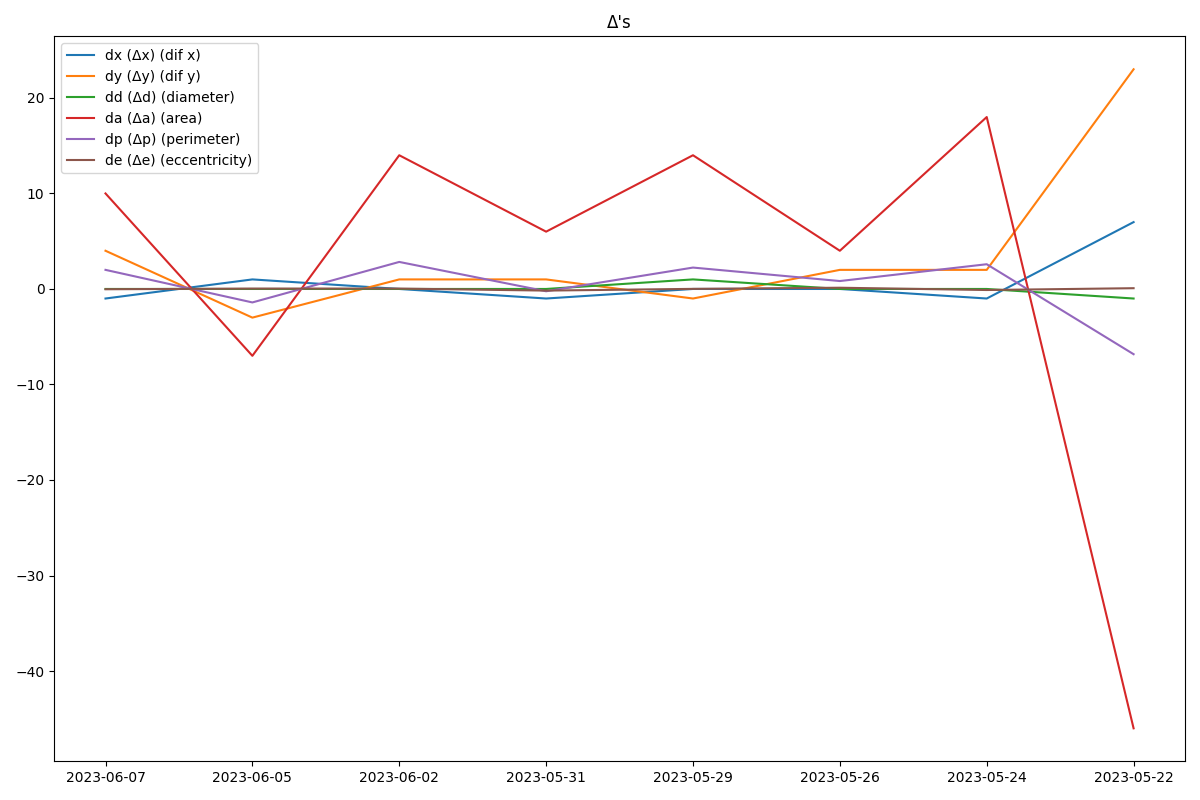 Δ's
dx (Δx) (dif x)
dy (Δy) (dif y)
dd (Δd) (diameter)
da (Δa) (area)
dp (Δp) (perimeter)
de (Δe) (eccentricity)
20
10
0
−10
−20
−30
−40
2023-06-07 2023-06-05 2023-06-02 2023-05-31 2023-05-29 2023-05-26 2023-05-24 2023-05-22